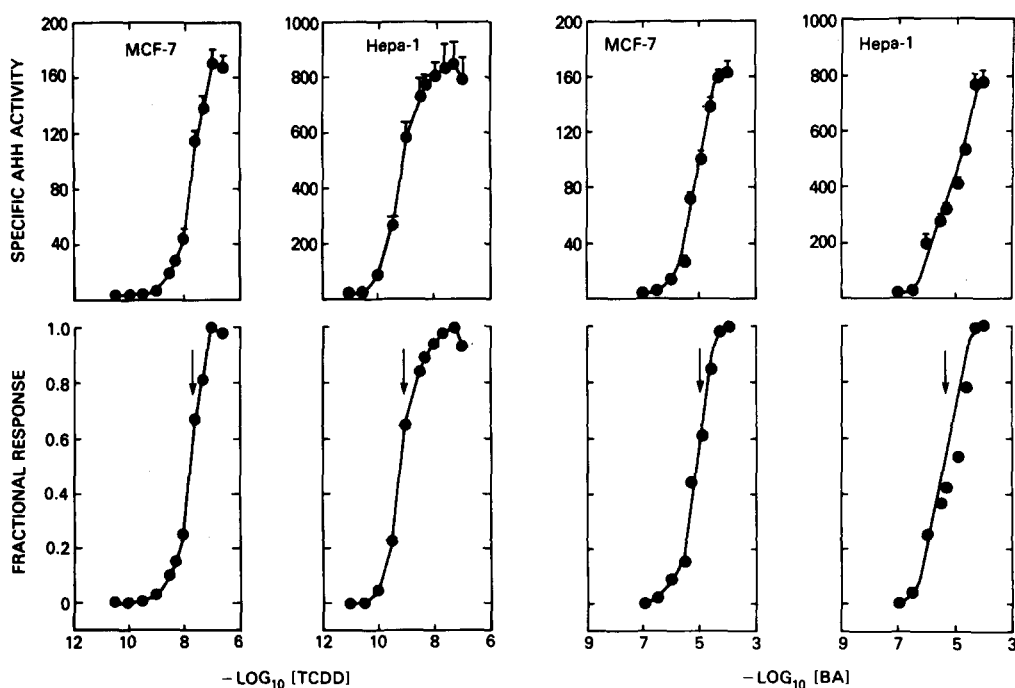 SPECIFIC AHH ACTIVITY
200
160
120
80
40
MCF-7
1000
800
600
400
200
Hepa-1
200
160
120
80
40
MCF-7
1000
800
600
400
200
Hepa-1
FRACTIONAL RESPONSE
1.0
0.8
0.6
0.4
0.2
0
12 10 8 6
12 10 8 6
9 7 5 3
9 7 5 3
−LOG10 [TCDD]
−LOG10 [BA]